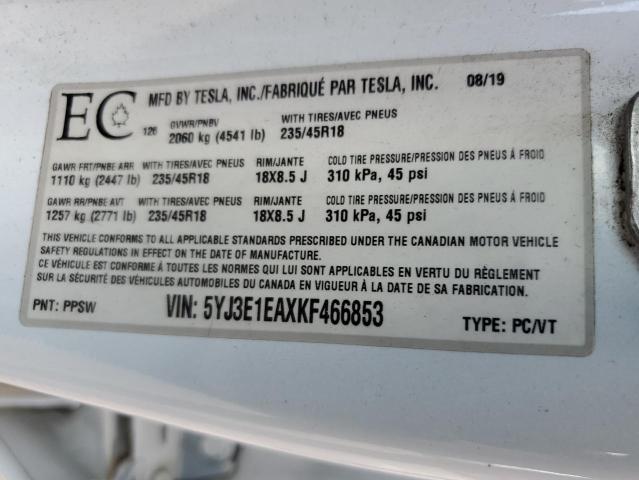 EC 126
MFD BY TESLA, INC./FABRIQUÉ PAR TESLA, INC. 08/19
GVWR/PNBV WITH TIRES/AVEC PNEUS
2060 kg (4541 lb) 235/45R18
GAWR FRT/PNBE ARR WITH TIRES/AVEC PNEUS RIM/JANTE COLD TIRE PRESSURE/PRESSION DES PNEUS À FROID
1110 kg (2447 lb) 235/45R18 18X8.5 J 310 kPa, 45 psi
GAWR RR/PNBE AVT WITH TIRES/AVEC PNEUS RIM/JANTE COLD TIRE PRESSURE/PRESSION DES PNEUS À FROID
1257 kg (2771 lb) 235/45R18 18X8.5 J 310 kPa, 45 psi
THIS VEHICLE CONFORMS TO ALL APPLICABLE STANDARDS PRESCRIBED UNDER THE CANADIAN MOTOR VEHICLE
SAFETY REGULATIONS IN EFFECT ON THE DATE OF MANUFACTURE.
CE VÉHICULE EST CONFORME À TOUTES LES NORMES QUI LUI SONT APPLICABLES EN VERTU DU RÈGLEMENT
SUR LA SÉCURITÉ DES VÉHICULES AUTOMOBILES DU CANADA EN VIGUEUR À LA DATE DE SA FABRICATION.
PNT: PPSW VIN: 5YJ3E1EAXKF466853 TYPE: PC/VT